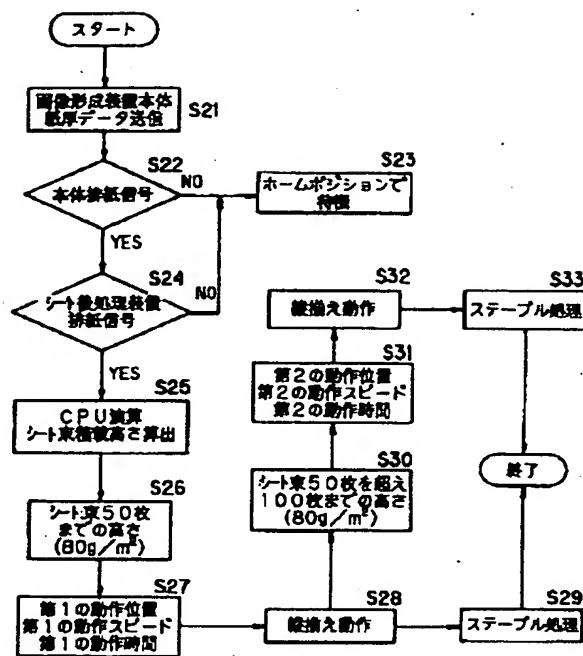 スタート
画像形成装置本体
紙厚データ送信
S21
S22
本体排紙信号
NO
S23
ホームポジションで
待機
YES
S24
シート後処理装置
排紙信号
NO
YES
S25
CPU演算
シート束積載高さ算出
S26
シート束50枚
までの高さ
(80g/m²)
S27
第1の動作位置
第1の動作スピード
第1の動作時間
S28
縦揃え動作
S29
ステープル処理
S30
シート束50枚を超え
100枚までの高さ
(80g/m²)
S31
第2の動作位置
第2の動作スピード
第2の動作時間
S32
縦揃え動作
S33
ステープル処理
終了